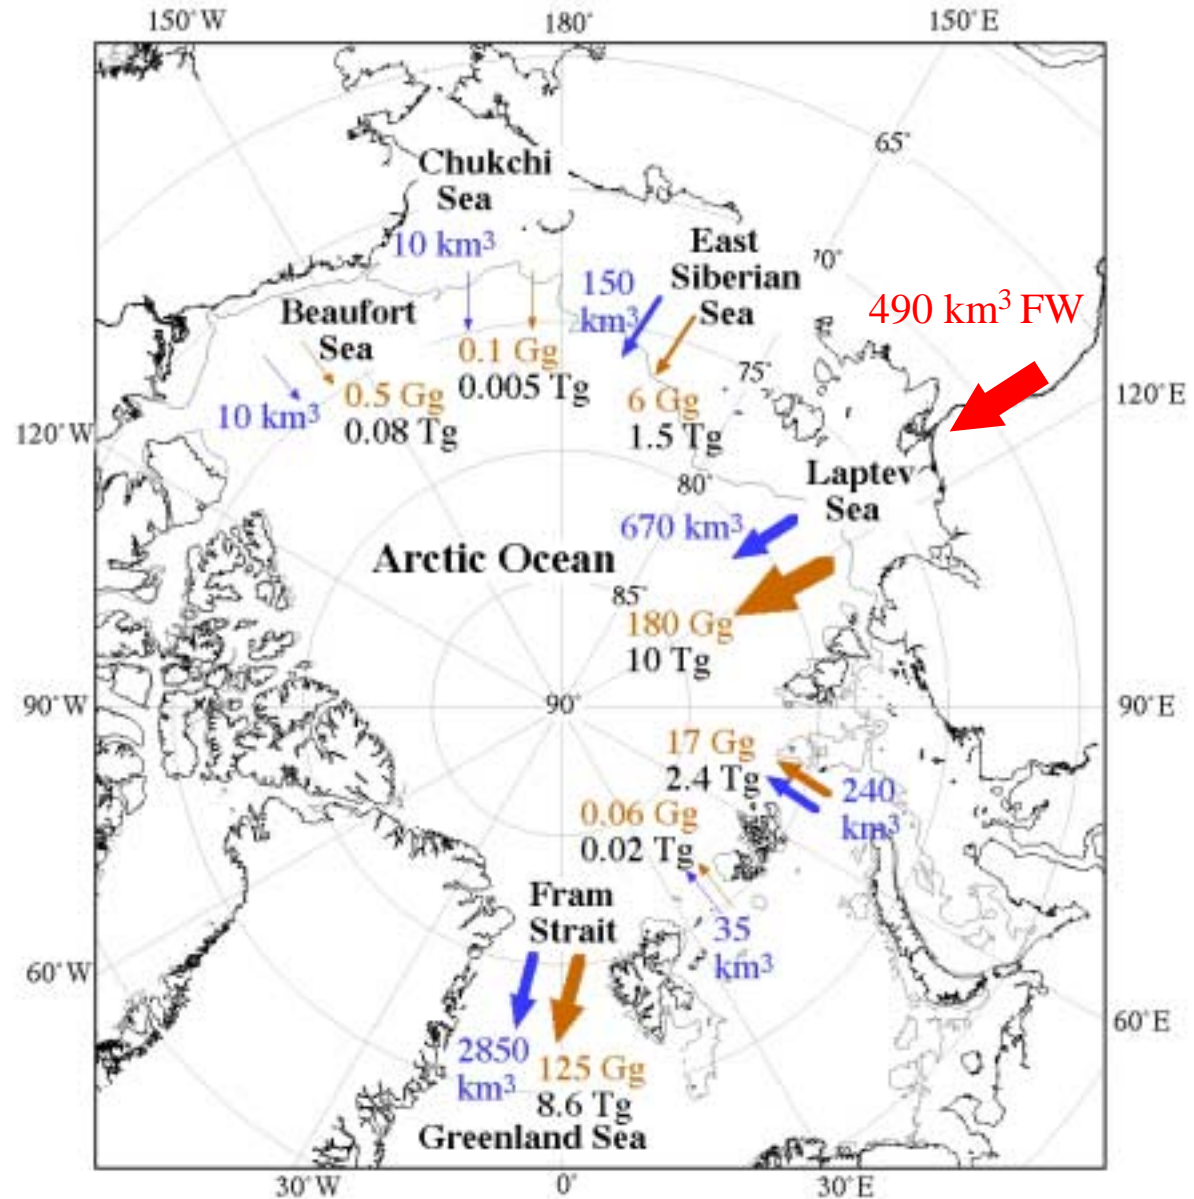 150°W
180°
150°E
65°
Chukchi
Sea
10 km³
East
Siberian
Sea
70°
150
km³
490 km³ FW
Beaufort
Sea
0.1 Gg
0.005 Tg
75°
120°E
10 km³
0.5 Gg
0.08 Tg
6 Gg
1.5 Tg
120°W
Laptev
Sea
80°
670 km³
Arctic Ocean
85°
180 Gg
10 Tg
90°W
90°
90°E
17 Gg
2.4 Tg
240
km³
0.06 Gg
0.02 Tg
Fram
Strait
35
km³
60°W
60°E
2850
km³
125 Gg
8.6 Tg
Greenland Sea
30°W
0°
30°E